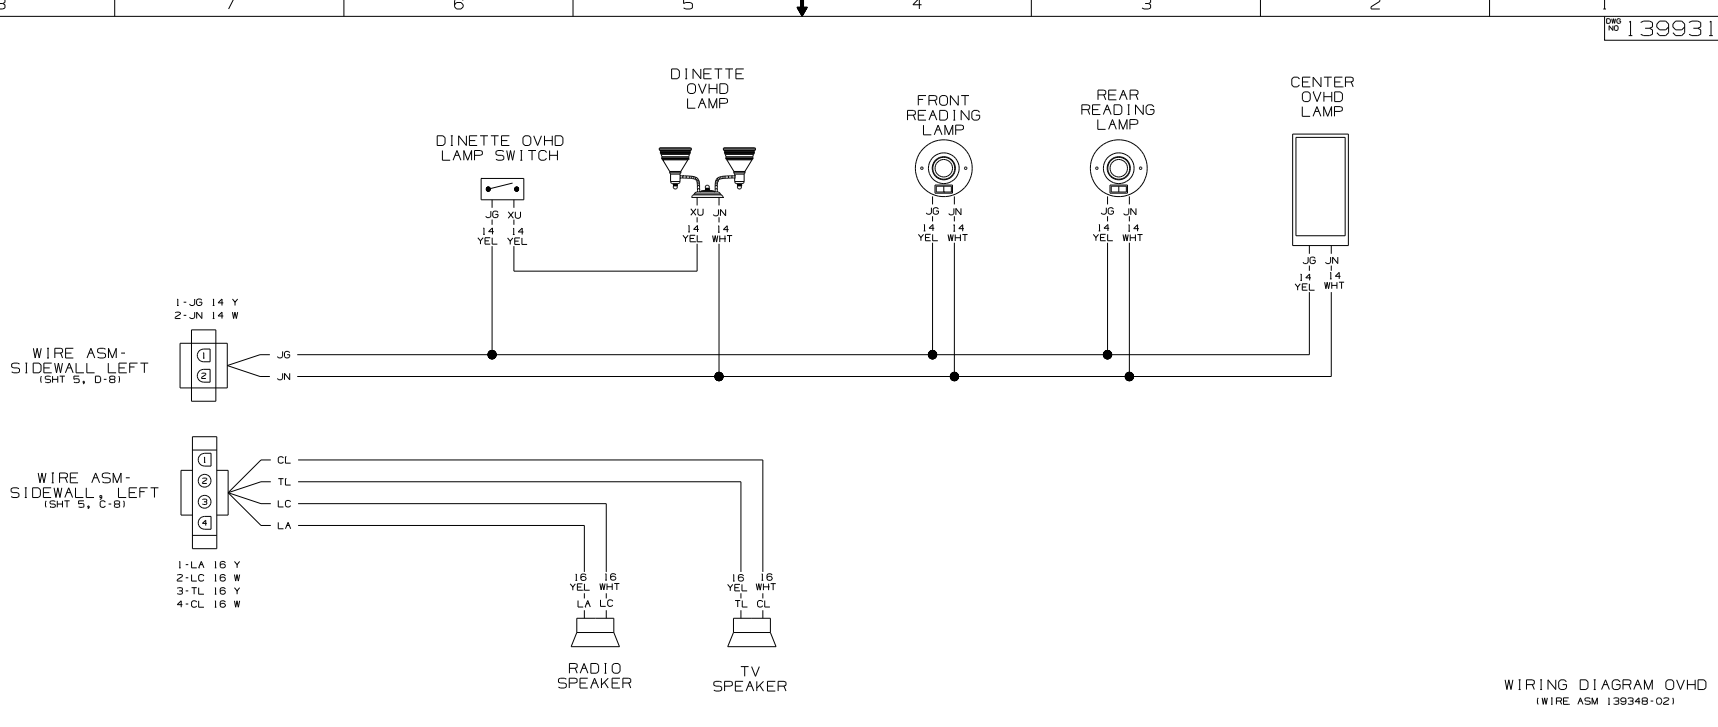 8 7 6 5 4 3 2 1
DWG NO 139931
DINETTE
OVHD
LAMP
DINETTE OVHD
LAMP SWITCH
FRONT
READING
LAMP
REAR
READING
LAMP
CENTER
OVHD
LAMP
JG XU
14 14
YEL YEL
XU JN
14 14
YEL WHT
JG JN
14 14
YEL WHT
JG JN
14 14
YEL WHT
JG JN
14 14
YEL WHT
1-JG 14 Y
2-JN 14 W
WIRE ASM-
SIDEWALL LEFT
(SHT 5, D-8)
1
2
JG
JN
WIRE ASM-
SIDEWALL, LEFT
(SHT 5, C-8)
1
2
3
4
CL
TL
LC
LA
1-LA 16 Y
2-LC 16 W
3-TL 16 Y
4-CL 16 W
16 16
YEL WHT
LA LC
RADIO
SPEAKER
16 16
YEL WHT
TL CL
TV
SPEAKER
WIRING DIAGRAM OVHD
(WIRE ASM 139348-02)